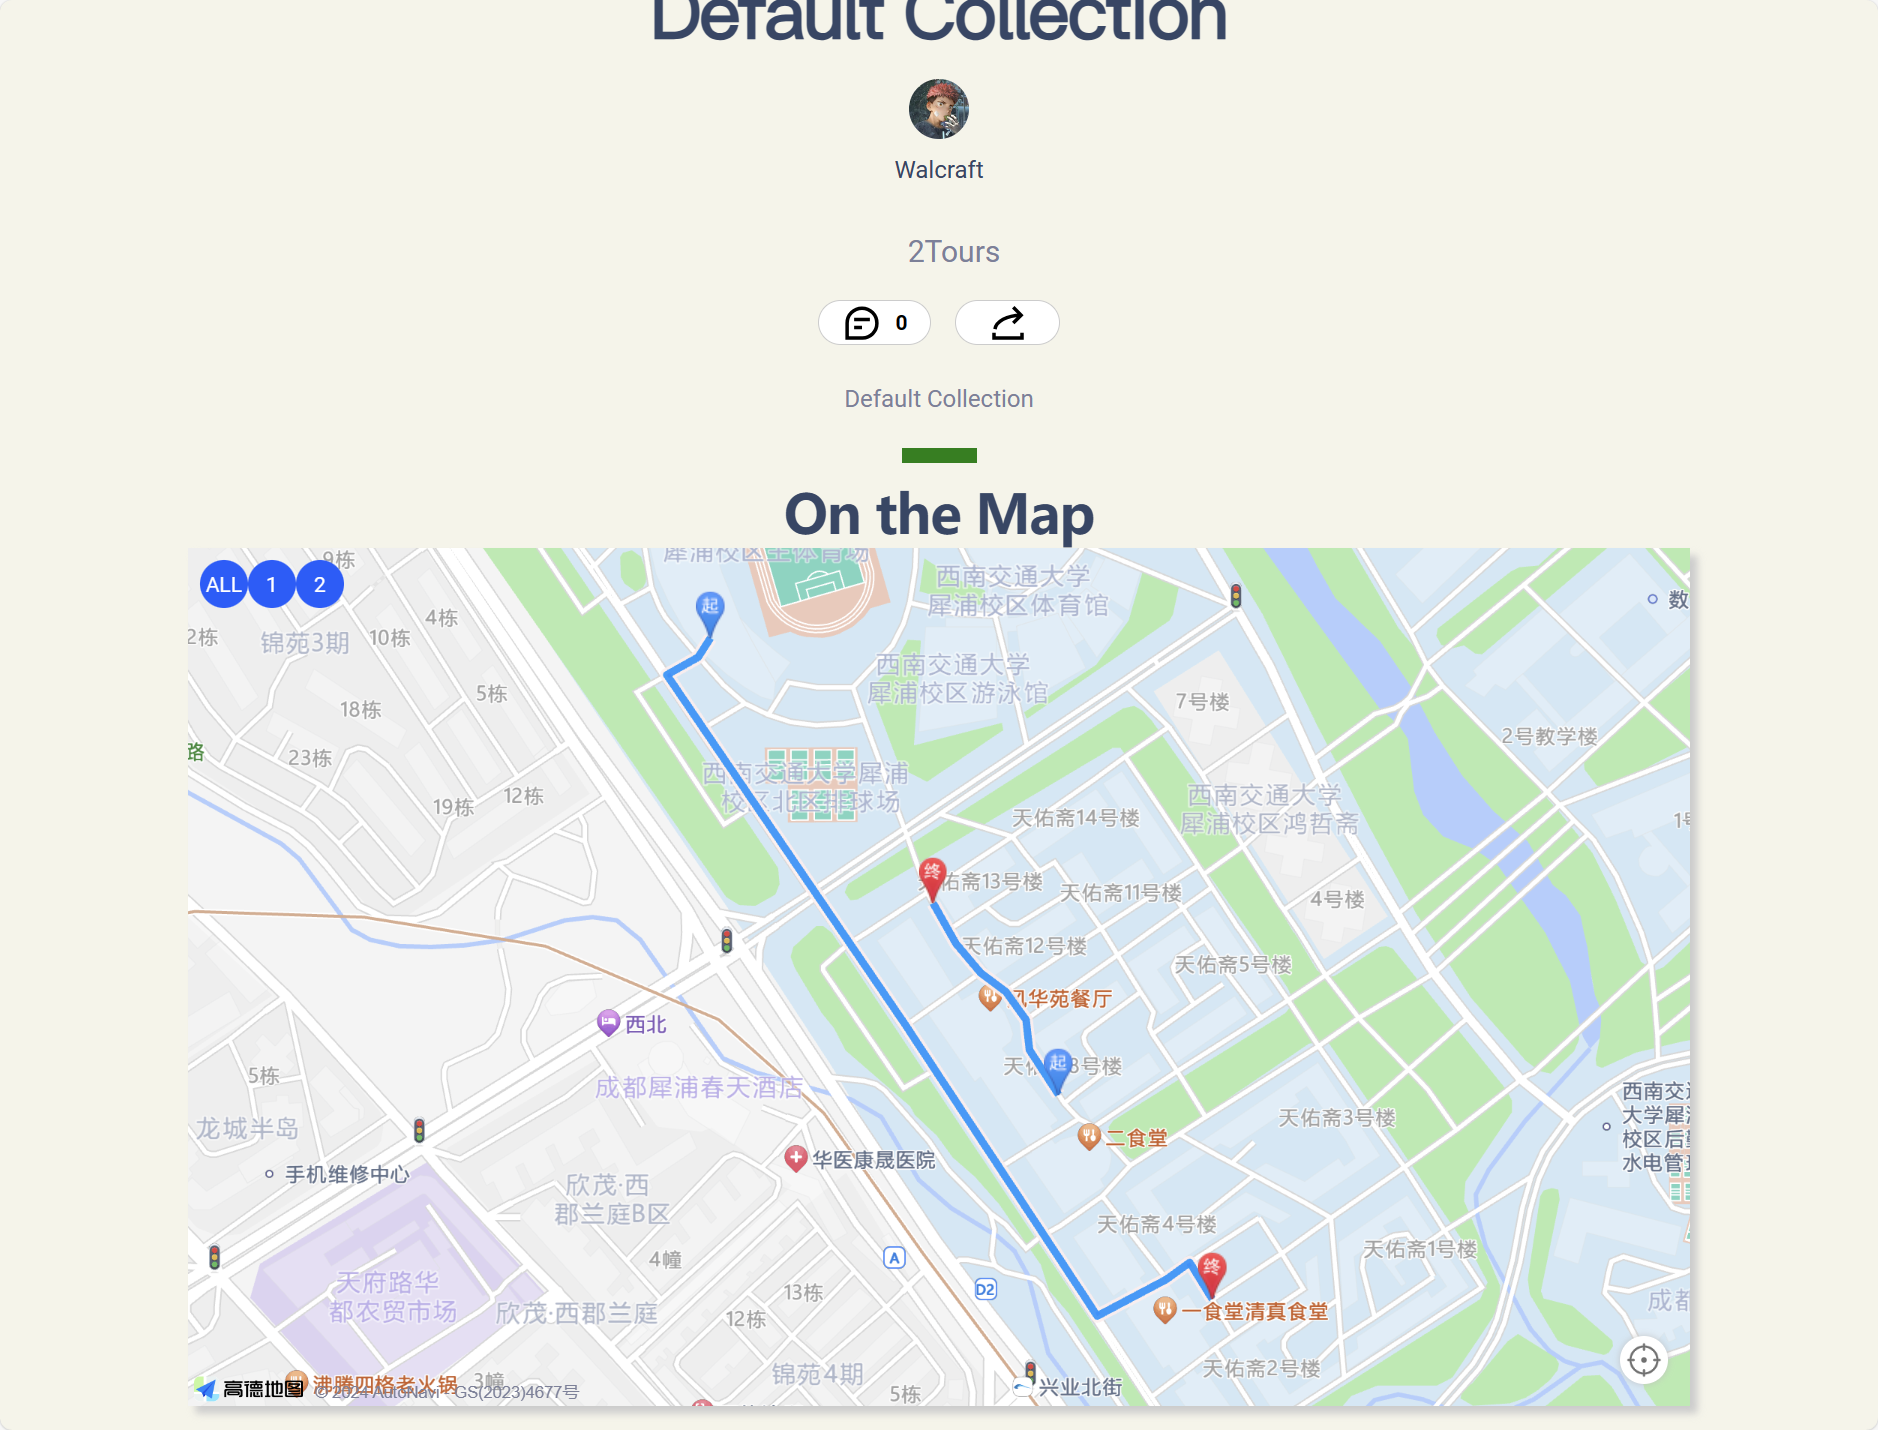 Default Collection
Walcraft
2Tours
0
Default Collection
On the Map
ALL
1
2
9栋
犀浦校区主体育场
西南交通大学
犀浦校区体育馆
数
起
4栋
2栋
锦苑3期
10栋
西南交通大学
犀浦校区游泳馆
5栋
7号楼
18栋
2号教学楼
路
23栋
西南交通大学犀浦
校区北区排球场
19栋
12栋
西南交通大学
犀浦校区鸿哲斋
天佑斋14号楼
终
佑斋13号楼
天佑斋11号楼
4号楼
天佑斋12号楼
天佑斋5号楼
风华苑餐厅
西北
起
天
8号楼
5栋
成都犀浦春天酒店
西南交
大学犀
校区后
水电管
龙城半岛
天佑斋3号楼
二食堂
华医康晟医院
手机维修中心
欣茂·西
郡兰庭B区
天佑斋4号楼
天佑斋1号楼
4幢
A
终
天府路华
都农贸市场
D2
13栋
成都
欣茂·西郡兰庭
12栋
一食堂清真食堂
锦苑4期
天佑斋2号楼
3幢
沸腾四格老火锅
高德地图
© 2024 AutoNavi - GS(2023)4677号
5栋
兴业北街